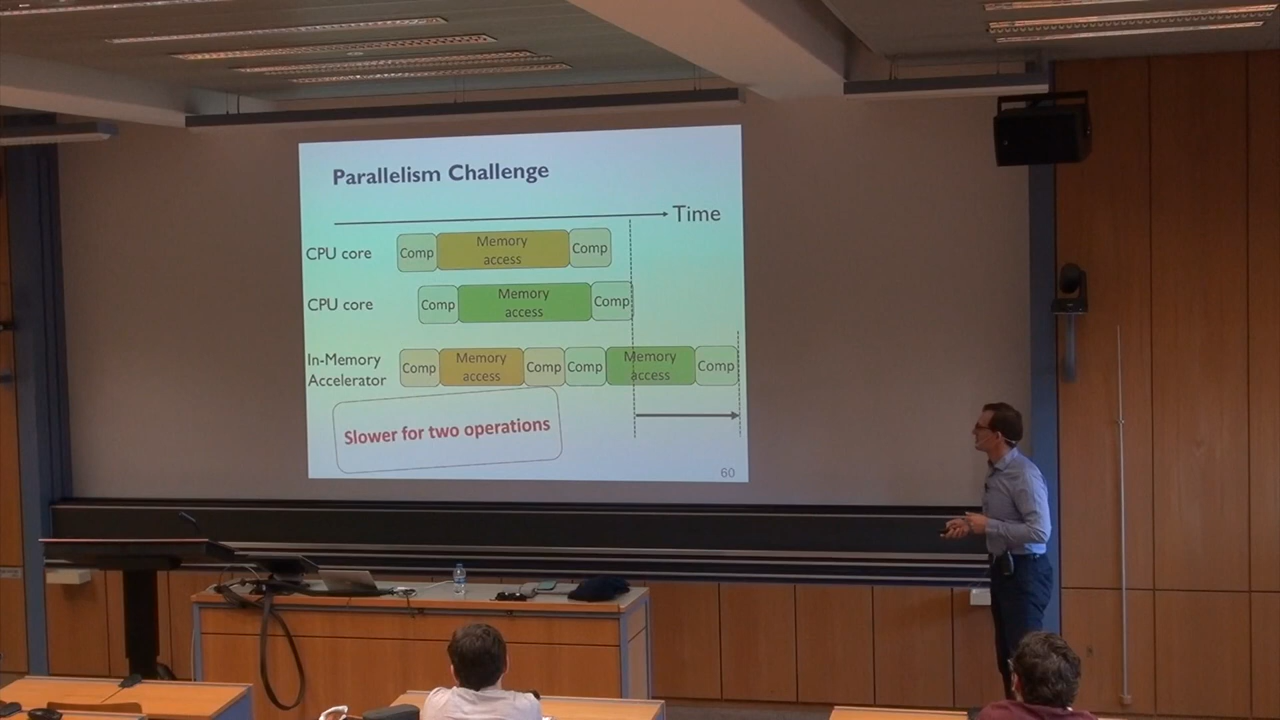 Parallelism Challenge
Time
CPU core
Comp
Memory
access
Comp
CPU core
Comp
Memory
access
Comp
In-Memory
Accelerator
Comp
Memory
access
Comp
Comp
Memory
access
Comp
Slower for two operations
60